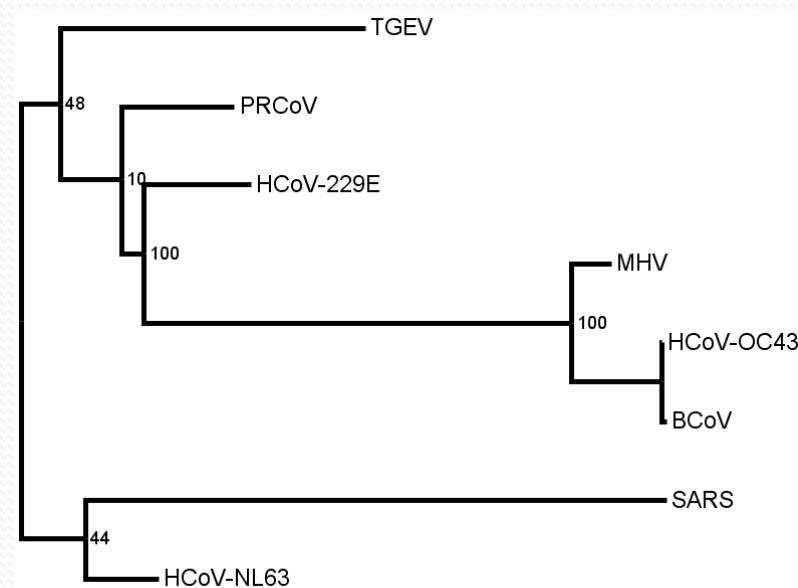 TGEV
48
PRCoV
10
HCoV-229E
100
MHV
100
HCoV-OC43
BCoV
SARS
44
HCoV-NL63